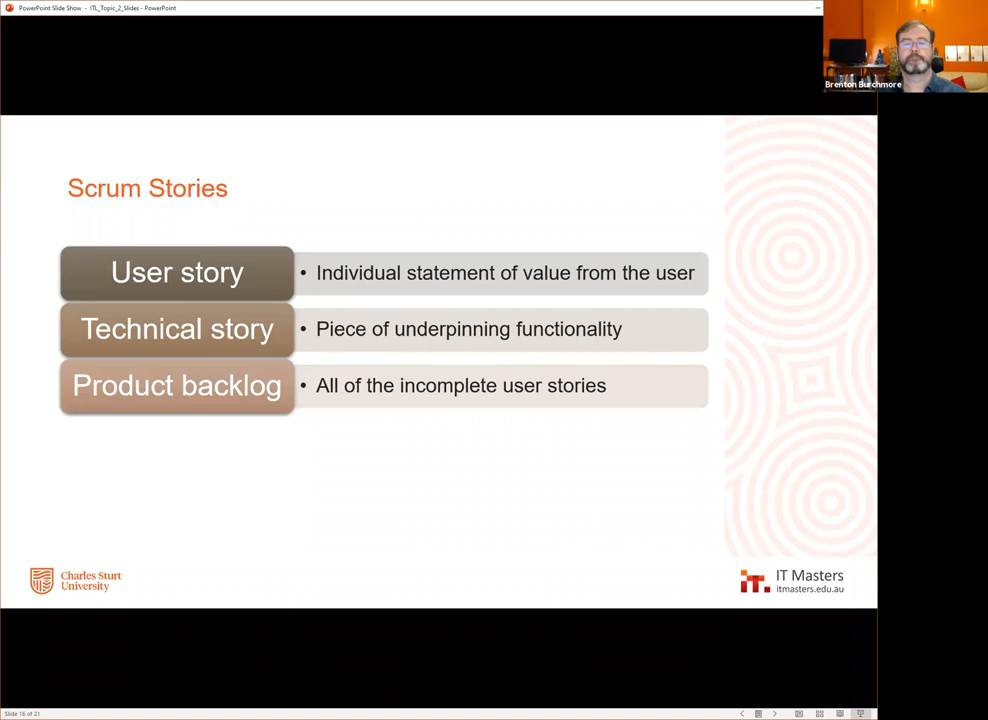 PowerPoint Slide Show - ITL_Topic_2_Slides - PowerPoint
Brenton Burchmore
Scrum Stories
User story
• Individual statement of value from the user
Technical story
• Piece of underpinning functionality
Product backlog
• All of the incomplete user stories
Charles Sturt
University
IT Masters
itmasters.edu.au
Slide 16 of 21